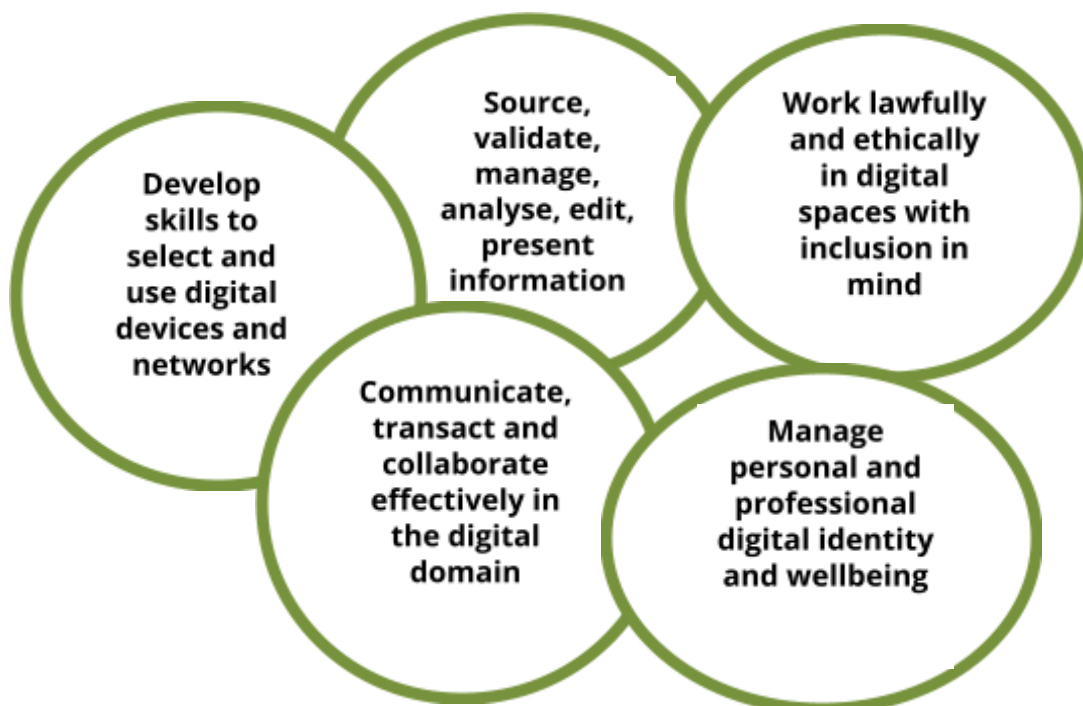 Develop
skills to
select and
use digital
devices and
networks
Source,
validate,
manage,
analyse, edit,
present
information
Work lawfully
and ethically
in digital
spaces with
inclusion in
mind
Communicate,
transact and
collaborate
effectively in
the digital
domain
Manage
personal and
professional
digital identity
and wellbeing